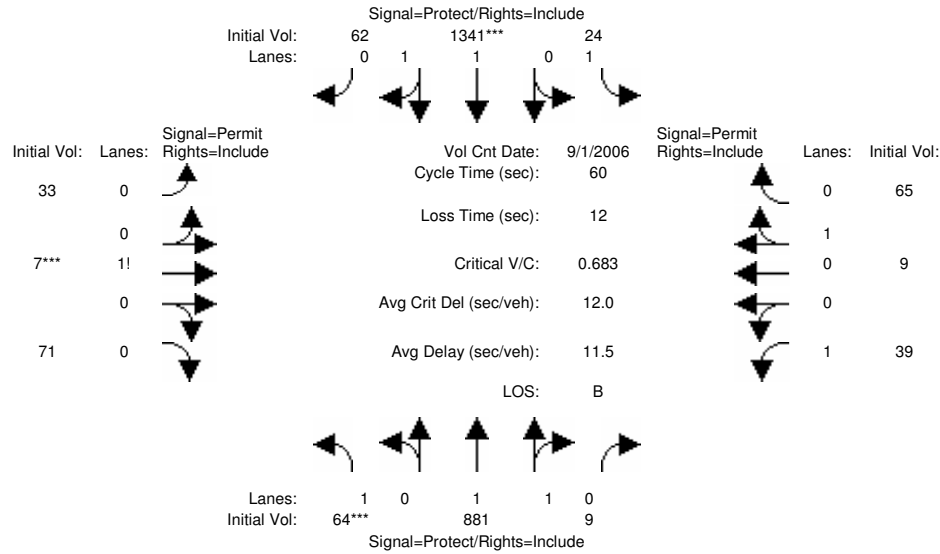 Signal=Protect/Rights=Include
Initial Vol: 62 1341*** 24
Lanes: 0 1 1 0 1
Signal=Permit Signal=Permit
Initial Vol: Lanes: Rights=Include Vol Cnt Date: 9/1/2006 Rights=Include Lanes: Initial Vol:
Cycle Time (sec): 60
33 0 0 65
Loss Time (sec): 12
0 1
7*** 1! Critical V/C: 0.683 0 9
0 Avg Crit Del (sec/veh): 12.0 0
71 0 Avg Delay (sec/veh): 11.5 1 39
LOS: B
Lanes: 1 0 1 1 0
Initial Vol: 64*** 881 9
Signal=Protect/Rights=Include